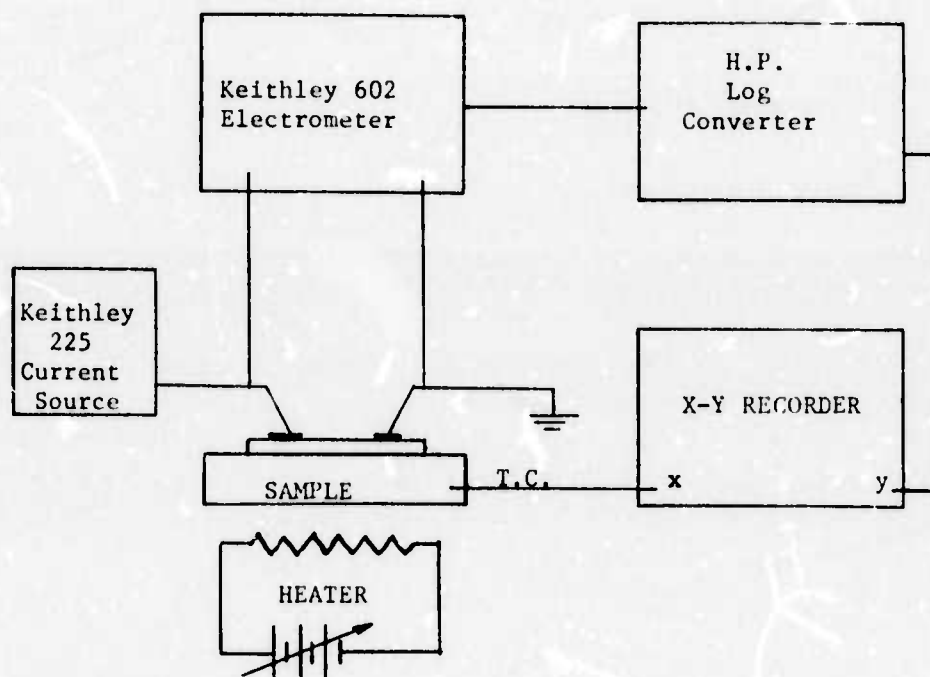 Keithley 602
Electrometer
H.P.
Log
Converter
Keithley
225
Current
Source
X-Y RECORDER
x
y
T.C.
SAMPLE
HEATER